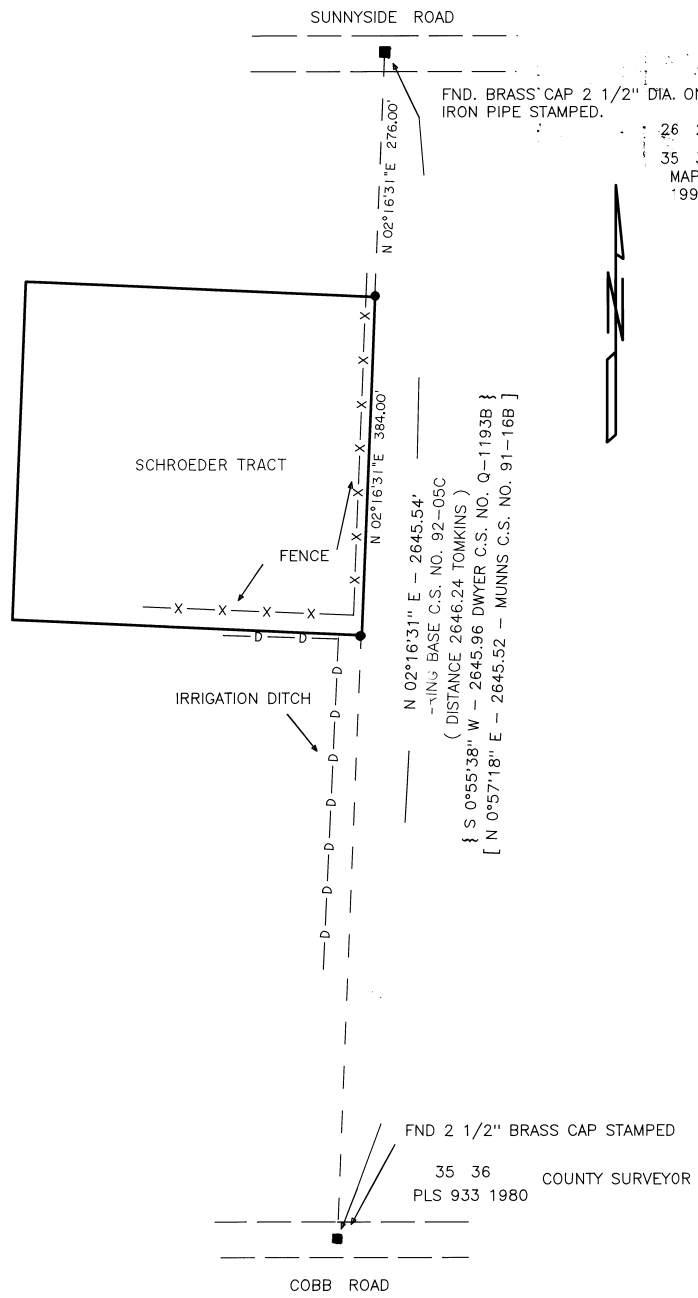 SUNNYSIDE ROAD
FND. BRASS CAP 2 1/2" DIA. ON
IRON PIPE STAMPED.
26
35
MAP
199
N 02°16'31"E 276.00'
N
X X X X X X X
SCHROEDER TRACT
N 02°16'31"E 384.00'
FENCE
X X X X
D D
IRRIGATION DITCH
D D D D D D D
N 02°16'31" E - 2645.54'
BASE C.S. NO. 92-05C
( DISTANCE 2646.24 TOMKINS )
{ S 0°55'38" W - 2645.96 DWYER C.S. NO. Q-1193B }
[ N 0°57'18" E - 2645.52 - MUNNS C.S. NO. 91-16B ]
FND 2 1/2" BRASS CAP STAMPED
35 36 COUNTY SURVEYOR
PLS 933 1980
COBB ROAD